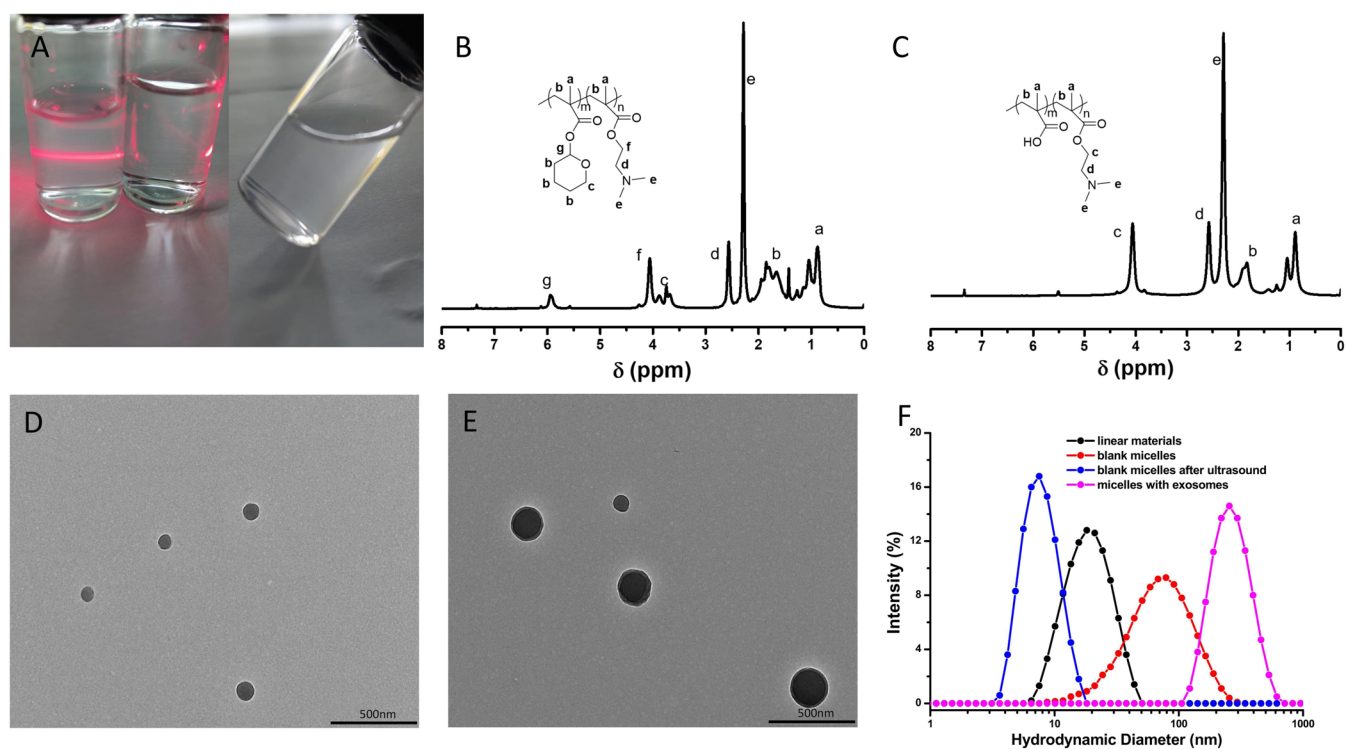 A
B
b
a
b
a
m
n
O
O
O
O
g
f
b
O
d
b
c
N
e
b
e
e
g
f
c
d
b
a
8
7
6
5
4
3
2
1
0
δ (ppm)
C
e
b
a
b
a
m
n
O
O
HO
O
c
d
N
e
e
c
d
b
a
8
7
6
5
4
3
2
1
0
δ (ppm)
D
500nm
E
500nm
F
20
16
12
8
4
0
Intensity (%)
linear materials
blank micelles
blank micelles after ultrasound
micelles with exosomes
1
10
100
1000
Hydrodynamic Diameter (nm)